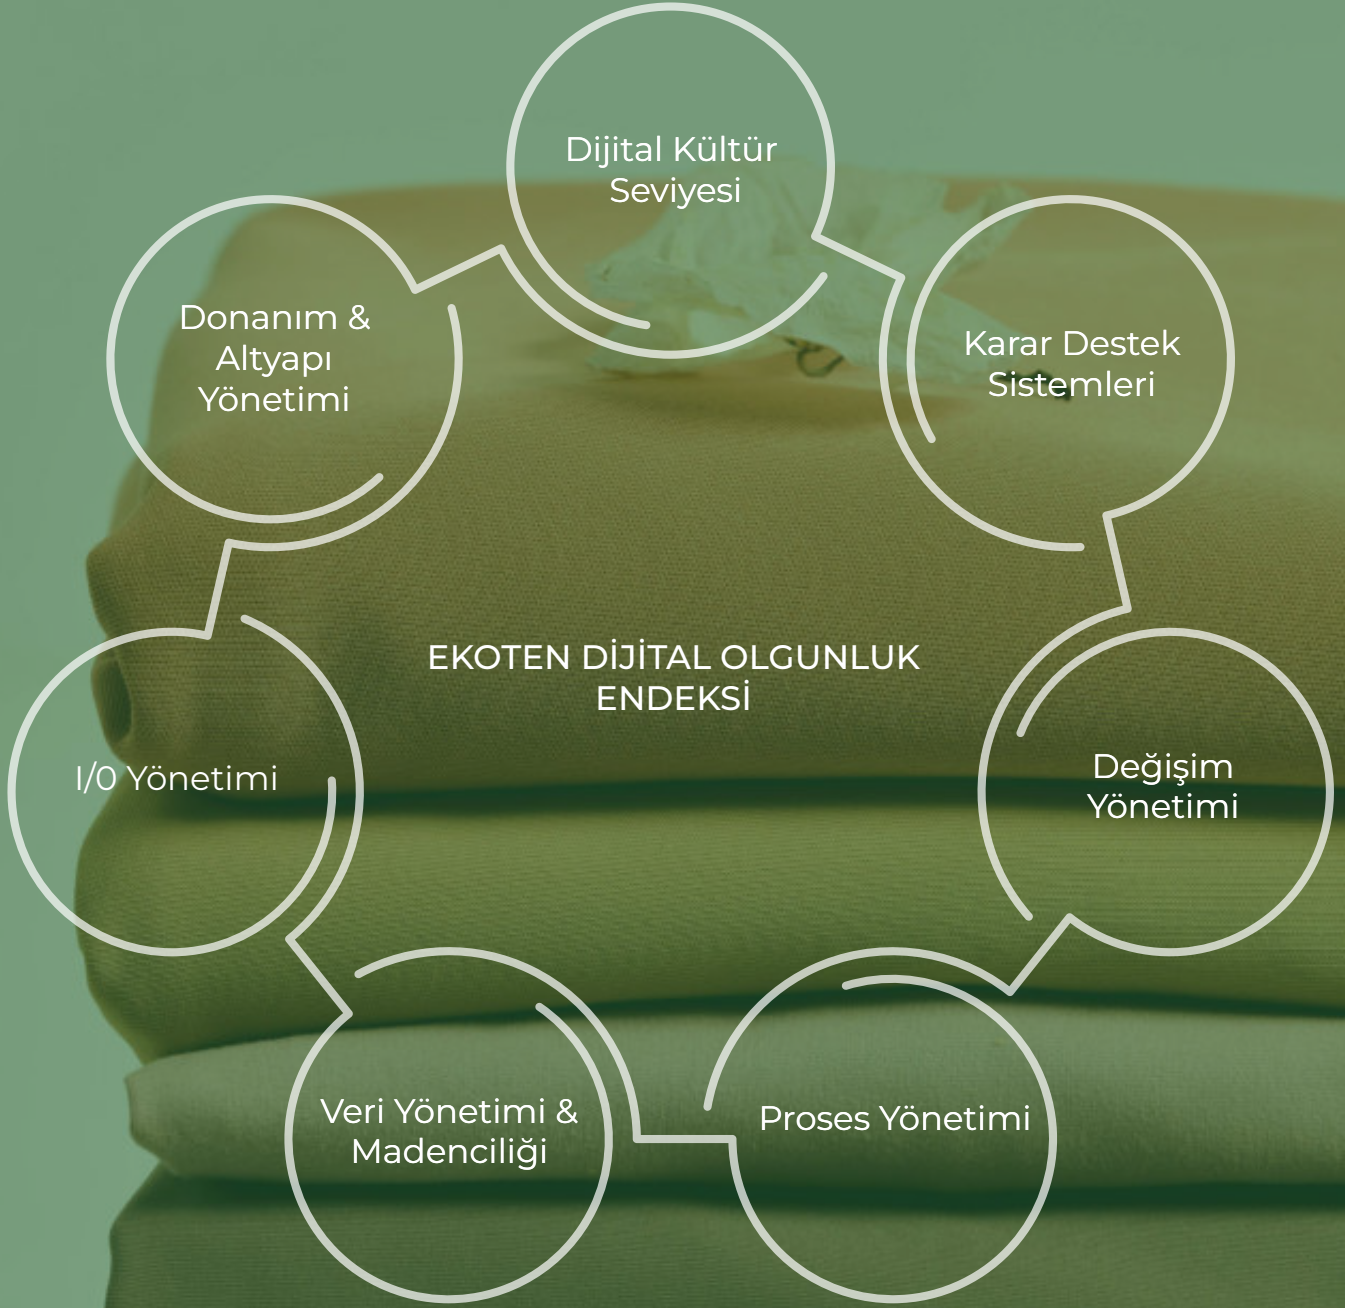 Dijital Kültür
Seviyesi
Donanım &
Altyapı
Yönetimi
Karar Destek
Sistemleri
EKOTEN DİJİTAL OLGUNLUK
ENDEKSİ
I/0 Yönetimi
Değişim
Yönetimi
Veri Yönetimi &
Madenciliği
Proses Yönetimi